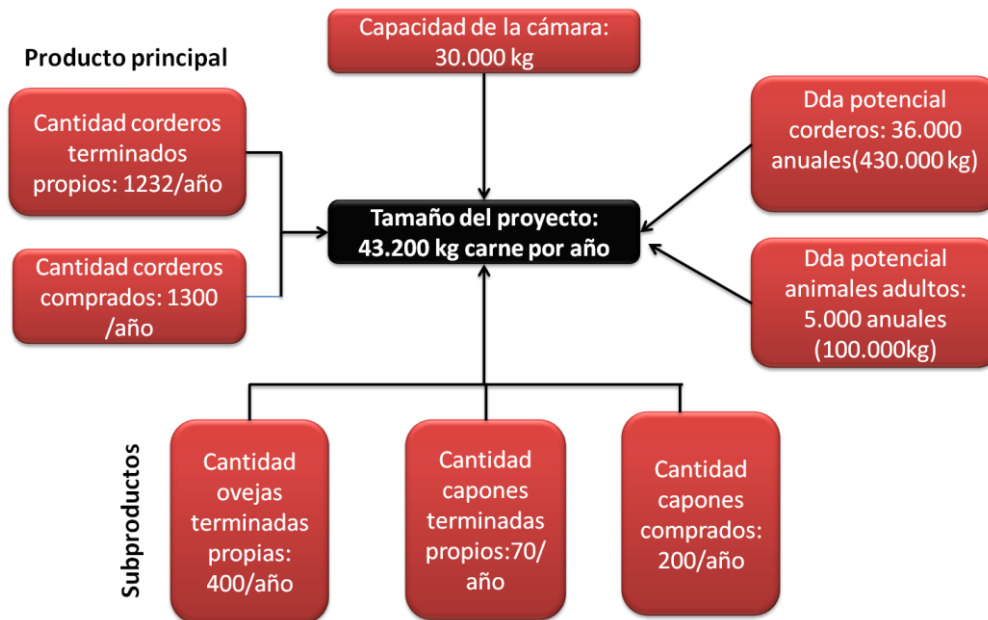 Capacidad de la cámara:
30.000 kg
Producto principal
Cantidad corderos
terminados
propios: 1232/año
Cantidad corderos
comprados: 1300
/año
Tamaño del proyecto:
43.200 kg carne por año
Dda potencial
corderos: 36.000
anuales(430.000 kg)
Dda potencial
animales adultos:
5.000 anuales
(100.000kg)
Subproductos
Cantidad
ovejas
terminadas
propias:
400/año
Cantidad
capones
terminadas
propios:70/
año
Cantidad
capones
comprados:
200/año